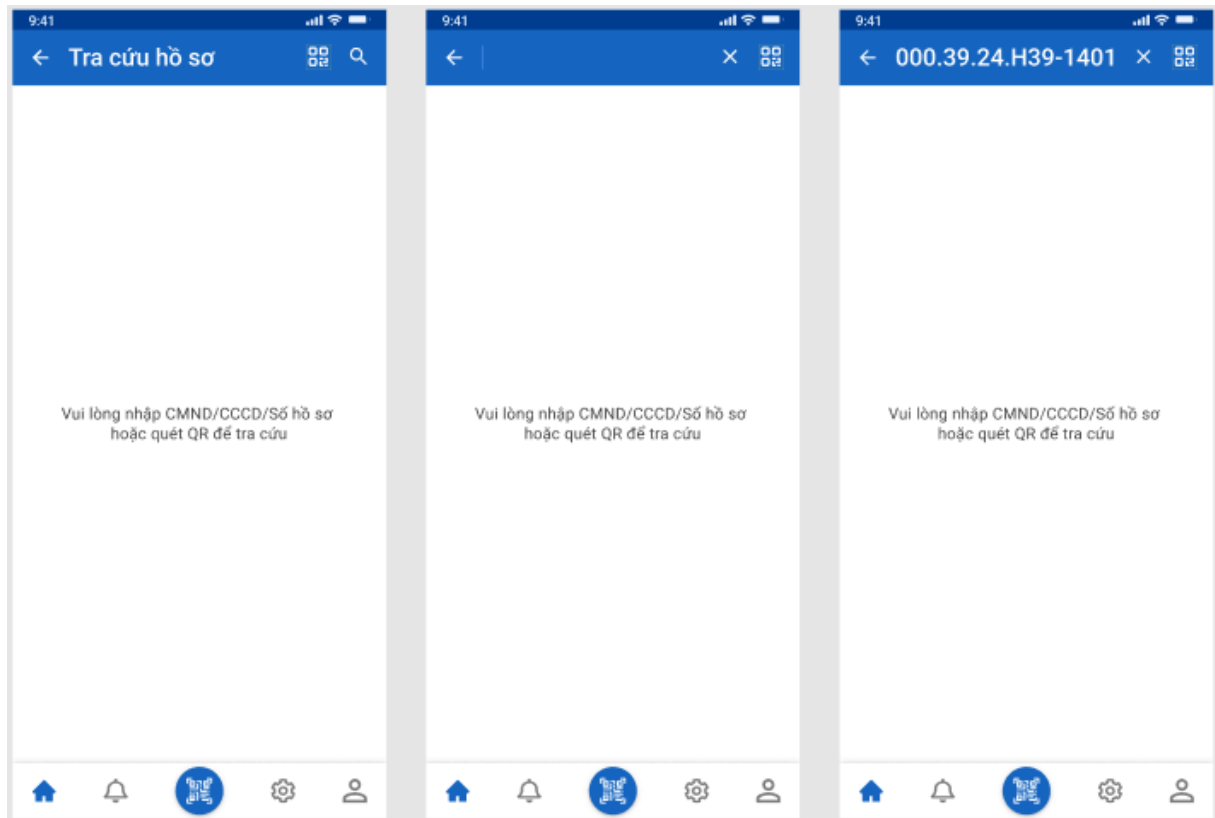 9:41
Tra cứu hồ sơ
Vui lòng nhập CMND/CCCD/Số hồ sơ
hoặc quét QR để tra cứu
9:41
Vui lòng nhập CMND/CCCD/Số hồ sơ
hoặc quét QR để tra cứu
9:41
000.39.24.H39-1401
Vui lòng nhập CMND/CCCD/Số hồ sơ
hoặc quét QR để tra cứu